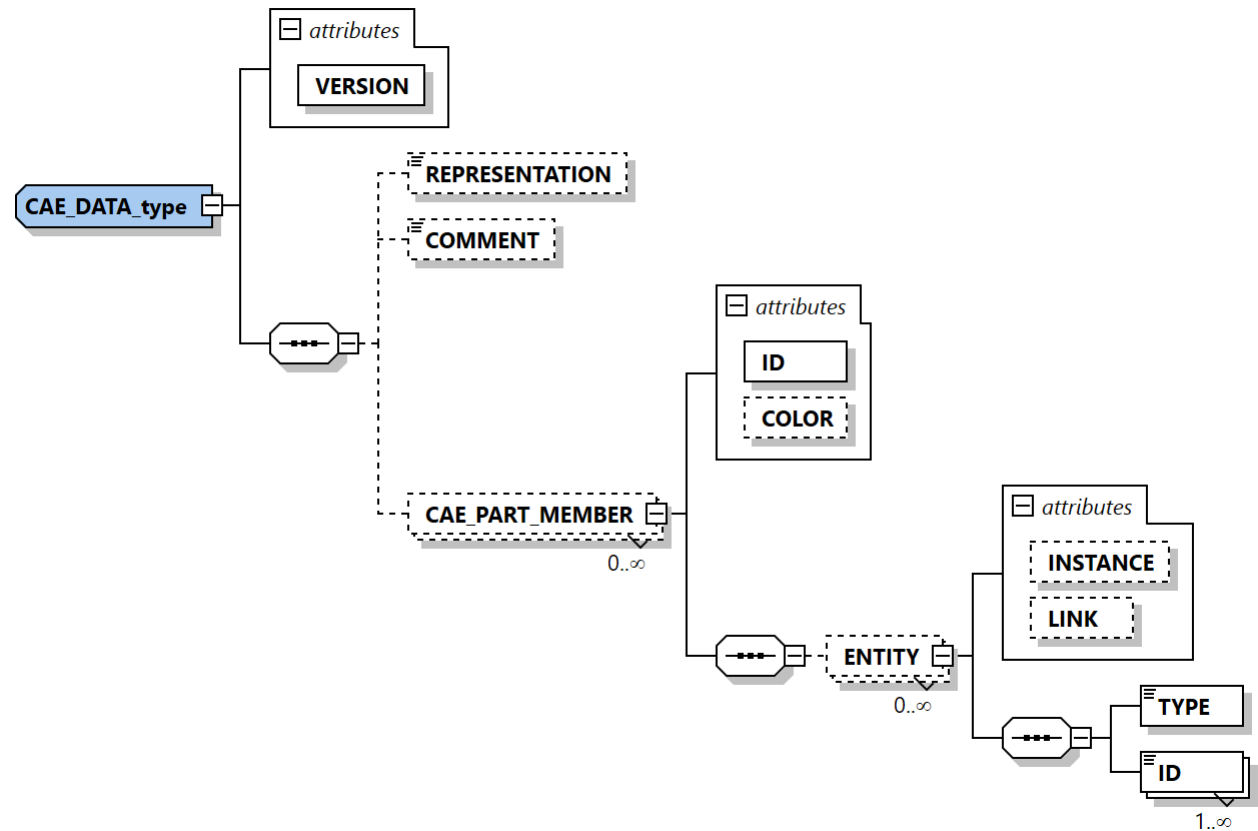 attributes
VERSION
CAE_DATA_type
REPRESENTATION
COMMENT
attributes
ID
COLOR
CAE_PART_MEMBER
0..∞
attributes
INSTANCE
LINK
ENTITY
0..∞
TYPE
ID
1..∞